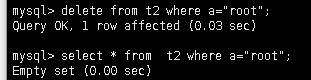 mysql> delete from t2 where a="root";
Query OK, 1 row affected (0.03 sec)
mysql> select * from  t2 where a="root";
Empty set (0.00 sec)